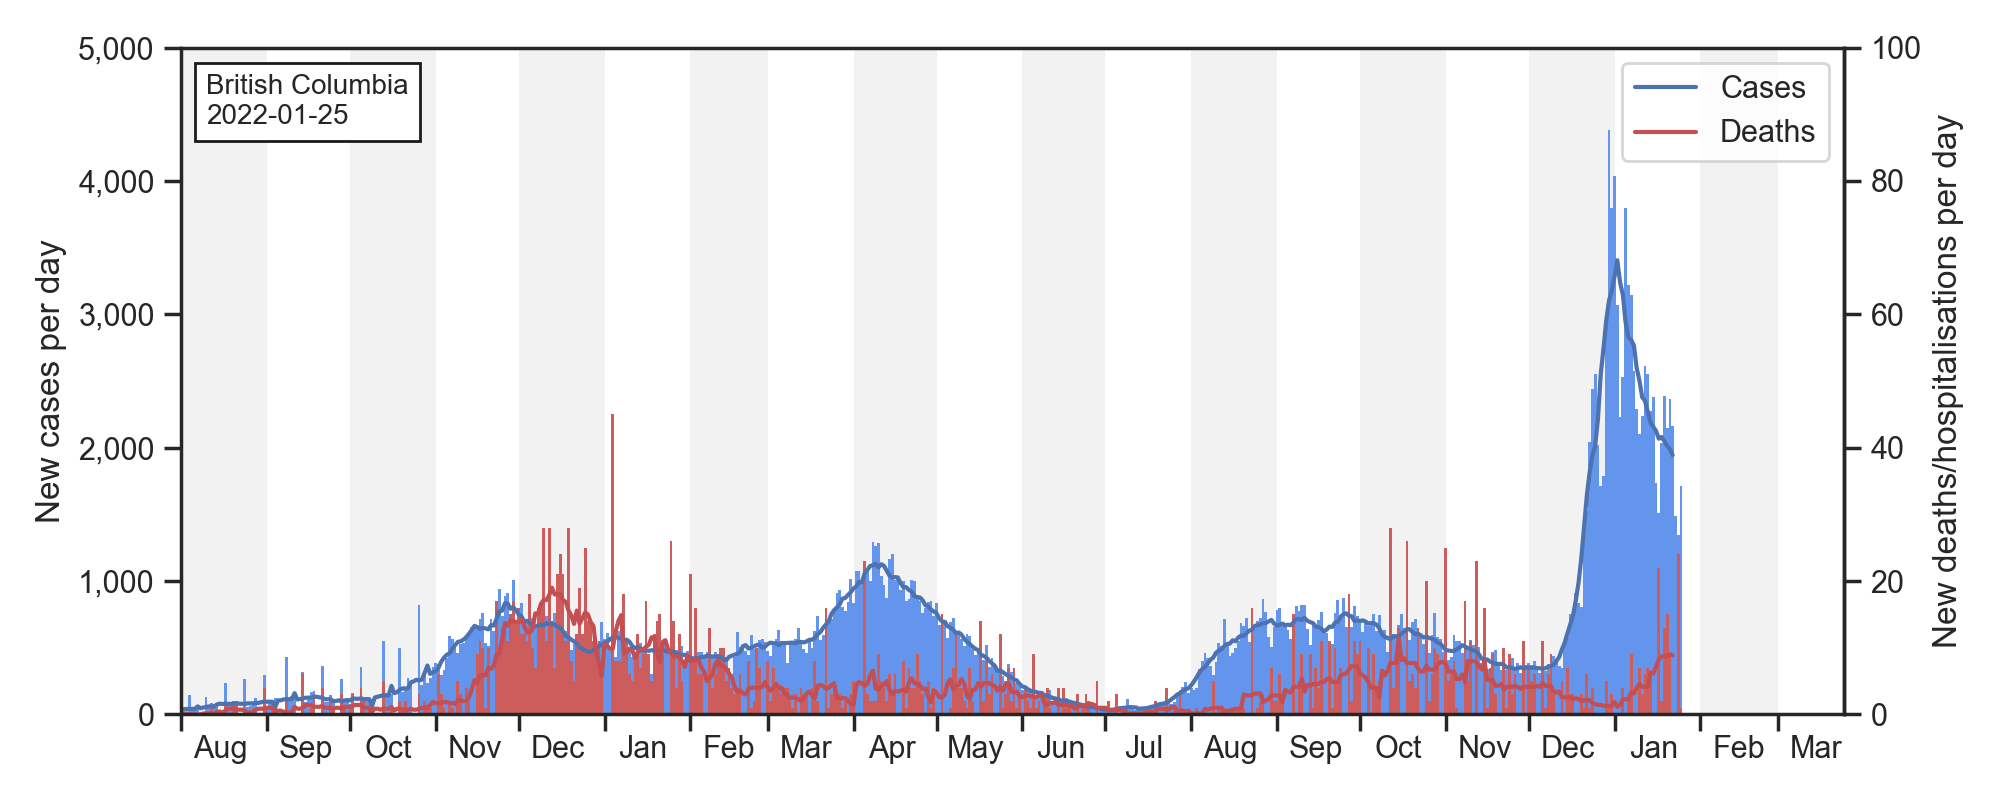 British Columbia
2022-01-25
Cases
Deaths
New cases per day
5,000
4,000
3,000
2,000
1,000
0
100
80
60
40
20
0
New deaths/hospitalisations per day
Aug Sep Oct Nov Dec Jan Feb Mar Apr May Jun Jul Aug Sep Oct Nov Dec Jan Feb Mar